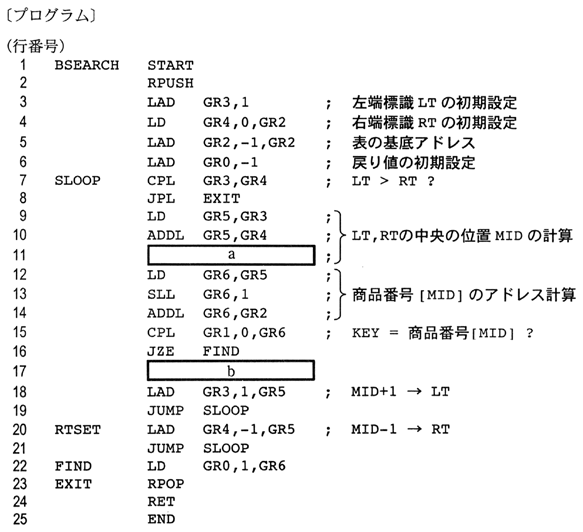 〔プログラム〕
(行番号)
1 BSEARCH START
2 RPUSH
3 LAD GR3,1 ; 左端標識 LT の初期設定
4 LD GR4,0,GR2 ; 右端標識 RT の初期設定
5 LAD GR2,-1,GR2 ; 表の基底アドレス
6 LAD GR0,-1 ; 戻り値の初期設定
7 SLOOP CPL GR3,GR4 ; LT > RT ?
8 JPL EXIT
9 LD GR5,GR3 ;
10 ADDL GR5,GR4 ; LT,RTの中央の位置 MID の計算
11 a ;
12 LD GR6,GR5 ;
13 SLL GR6,1 ; 商品番号[MID]のアドレス計算
14 ADDL GR6,GR2 ;
15 CPL GR1,0,GR6 ; KEY = 商品番号[MID] ?
16 JZE FIND
17 b
18 LAD GR3,1,GR5 ; MID+1 → LT
19 JUMP SLOOP
20 RTSET LAD GR4,-1,GR5 ; MID-1 → RT
21 JUMP SLOOP
22 FIND LD GR0,1,GR6
23 EXIT RPOP
24 RET
25 END